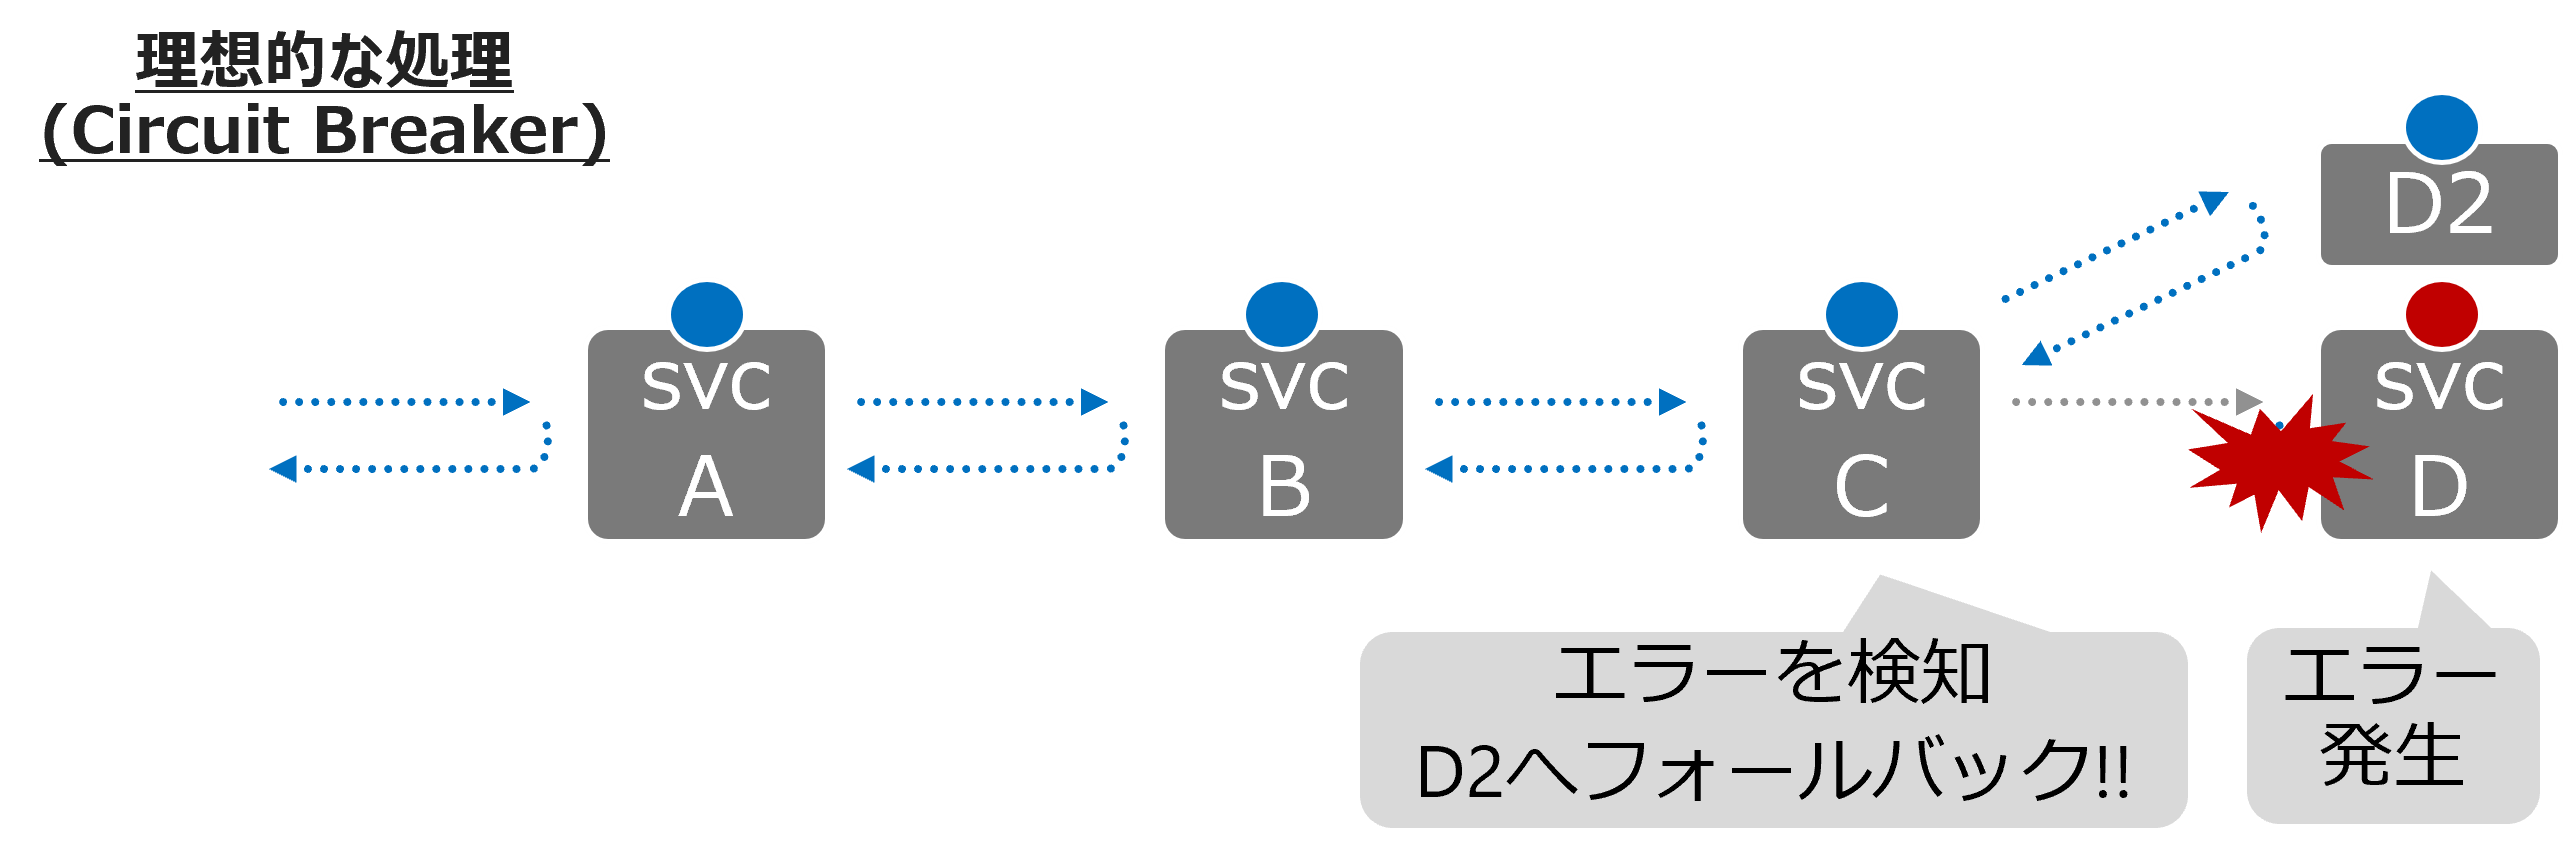 理想的な処理
(Circuit Breaker)
D2
SVC
A
SVC
B
SVC
C
SVC
D
エラーを検知
D2へフォールバック!!
エラー
発生